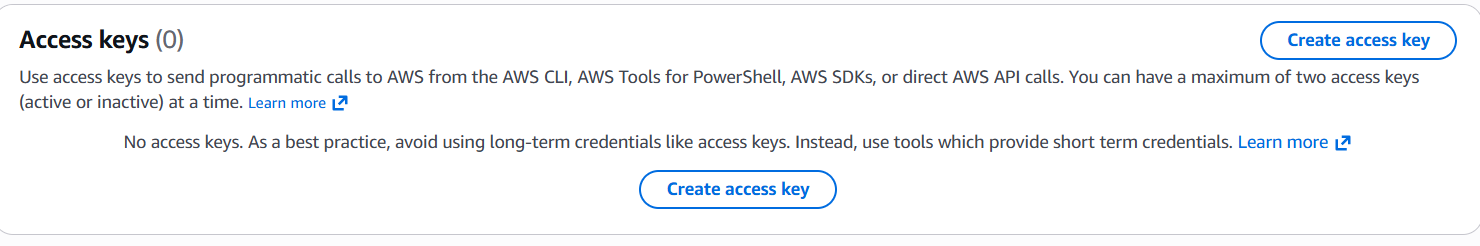 Access keys (0)
Create access key
Use access keys to send programmatic calls to AWS from the AWS CLI, AWS Tools for PowerShell, AWS SDKs, or direct AWS API calls. You can have a maximum of two access keys
(active or inactive) at a time. Learn more
No access keys. As a best practice, avoid using long-term credentials like access keys. Instead, use tools which provide short term credentials. Learn more
Create access key